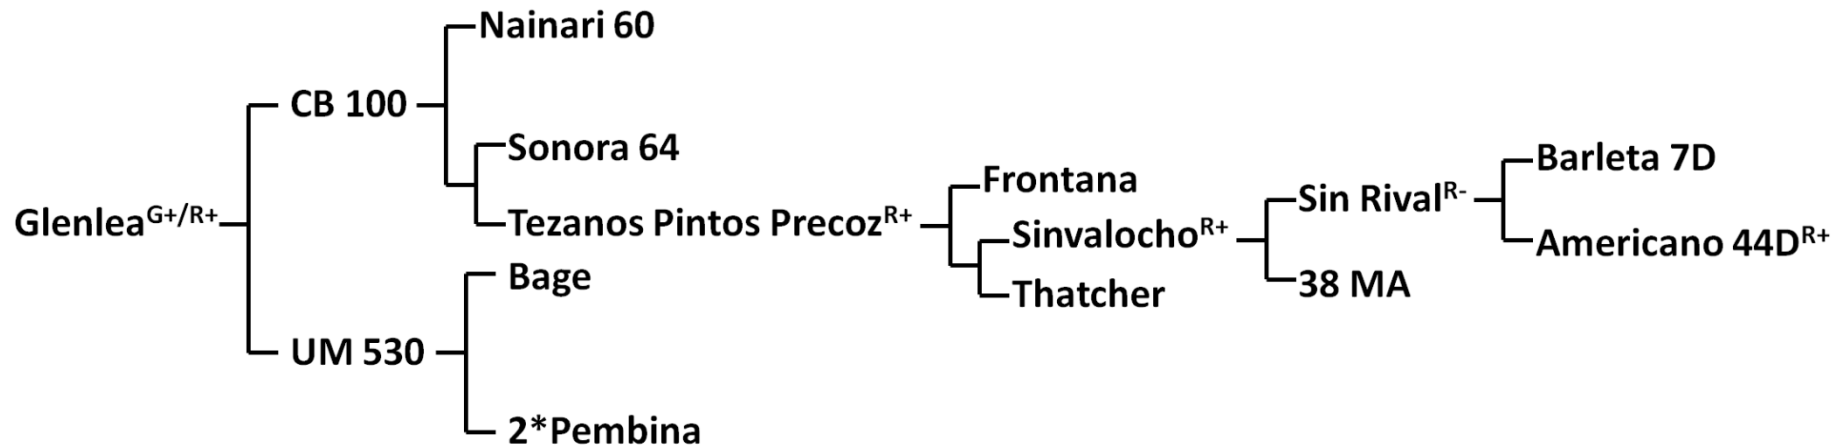 Nainari 60
CB 100
Sonora 64
Barleta 7D
Frontana
Sin Rival^R-
Glenlea^G+/R+
Tezanos Pintos Precoz^R+
Sinvalocho^R+
Americano 44D^R+
Bage
Thatcher
38 MA
UM 530
2*Pembina